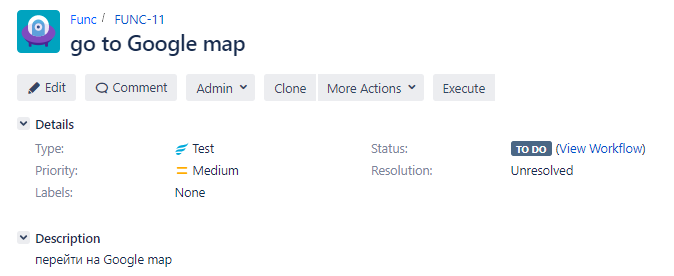 Func / FUNC-11
go to Google map
Edit Comment Admin Clone More Actions Execute
Details
Type: Test Status: TO DO (View Workflow)
Priority: Medium Resolution: Unresolved
Labels: None
Description
перейти на Google map